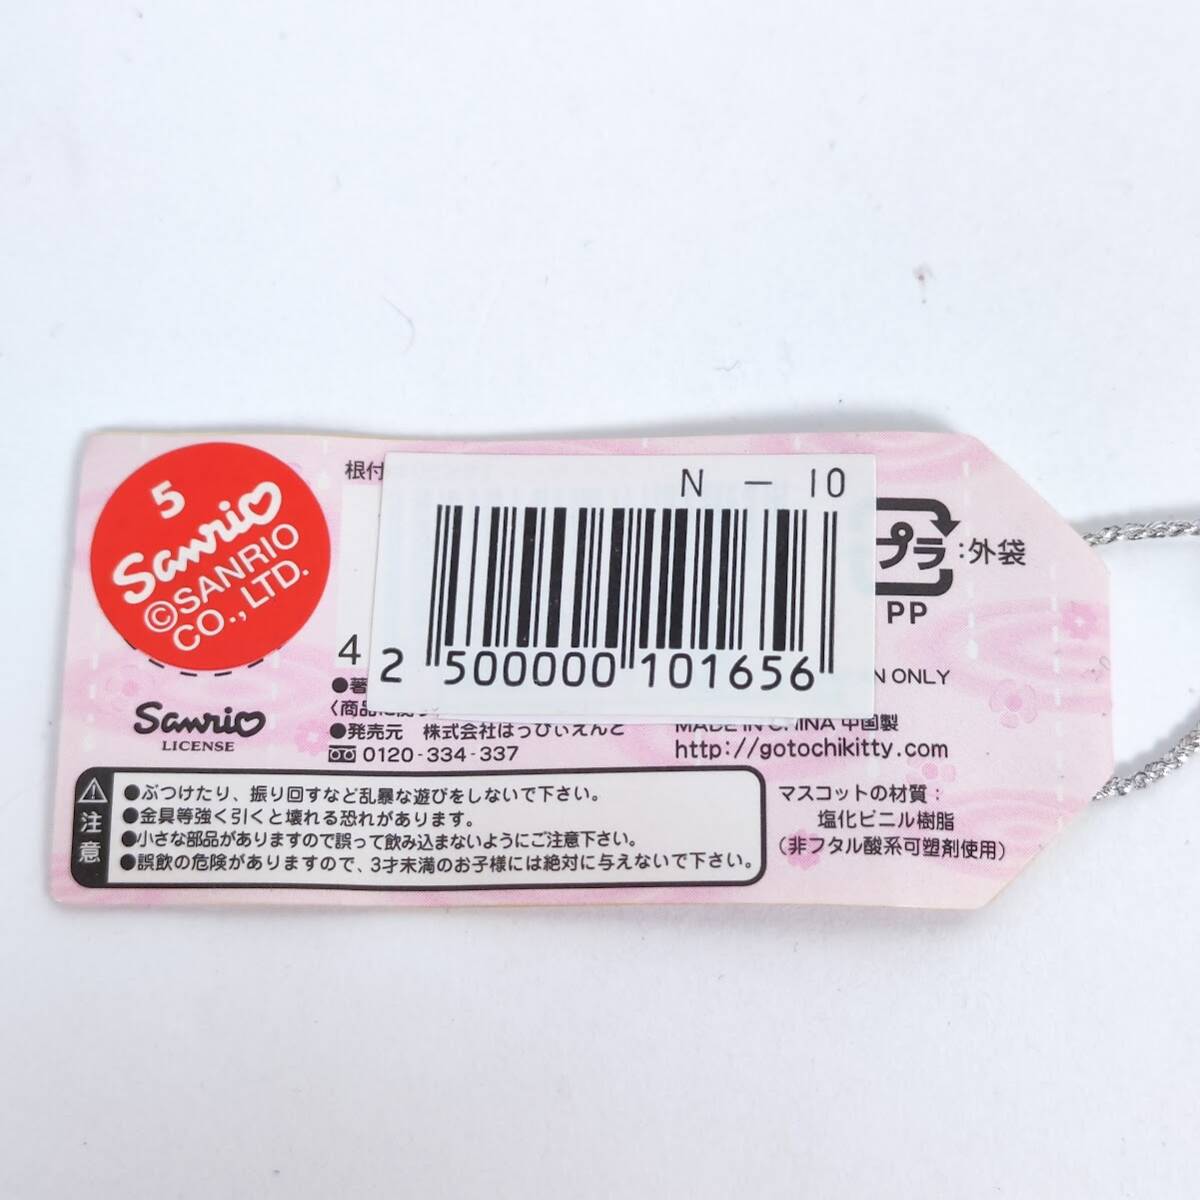 5
Sanrio
©SANRIO
CO., LTD.
Sanrio
LICENSE
根付
N - 10
2 500000 101656
プラ :外袋
PP
4
N ONLY
●発売元 株式会社はっぴぃえんど
0120-334-337
MADE IN CHINA 中国製
http://gotochikitty.com
注意
●ぶつけたり、振り回すなど乱暴な遊びをしないで下さい。
●金具等強く引くと壊れる恐れがあります。
●小さな部品がありますので誤って飲み込まないようにご注意下さい。
●誤飲の危険がありますので、3才未満のお子様には絶対に与えないで下さい。
マスコットの材質:
塩化ビニル樹脂
(非フタル酸系可塑剤使用)